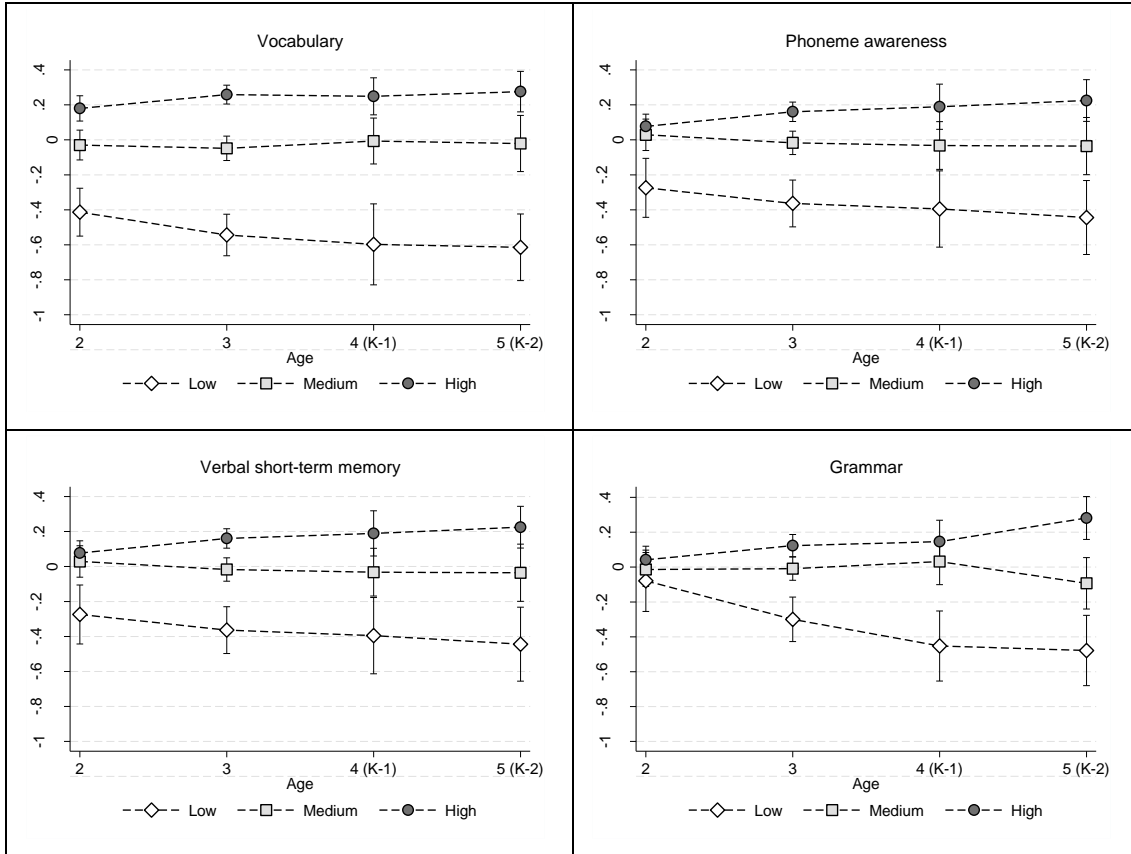 Vocabulary
.4
.2
0
-.2
-.4
-.6
-.8
-1
2 3 4 (K-1) 5 (K-2)
Age
Low Medium High
Phoneme awareness
.4
.2
0
-.2
-.4
-.6
-.8
-1
2 3 4 (K-1) 5 (K-2)
Age
Low Medium High
Verbal short-term memory
.4
.2
0
-.2
-.4
-.6
-.8
-1
2 3 4 (K-1) 5 (K-2)
Age
Low Medium High
Grammar
.4
.2
0
-.2
-.4
-.6
-.8
-1
2 3 4 (K-1) 5 (K-2)
Age
Low Medium High